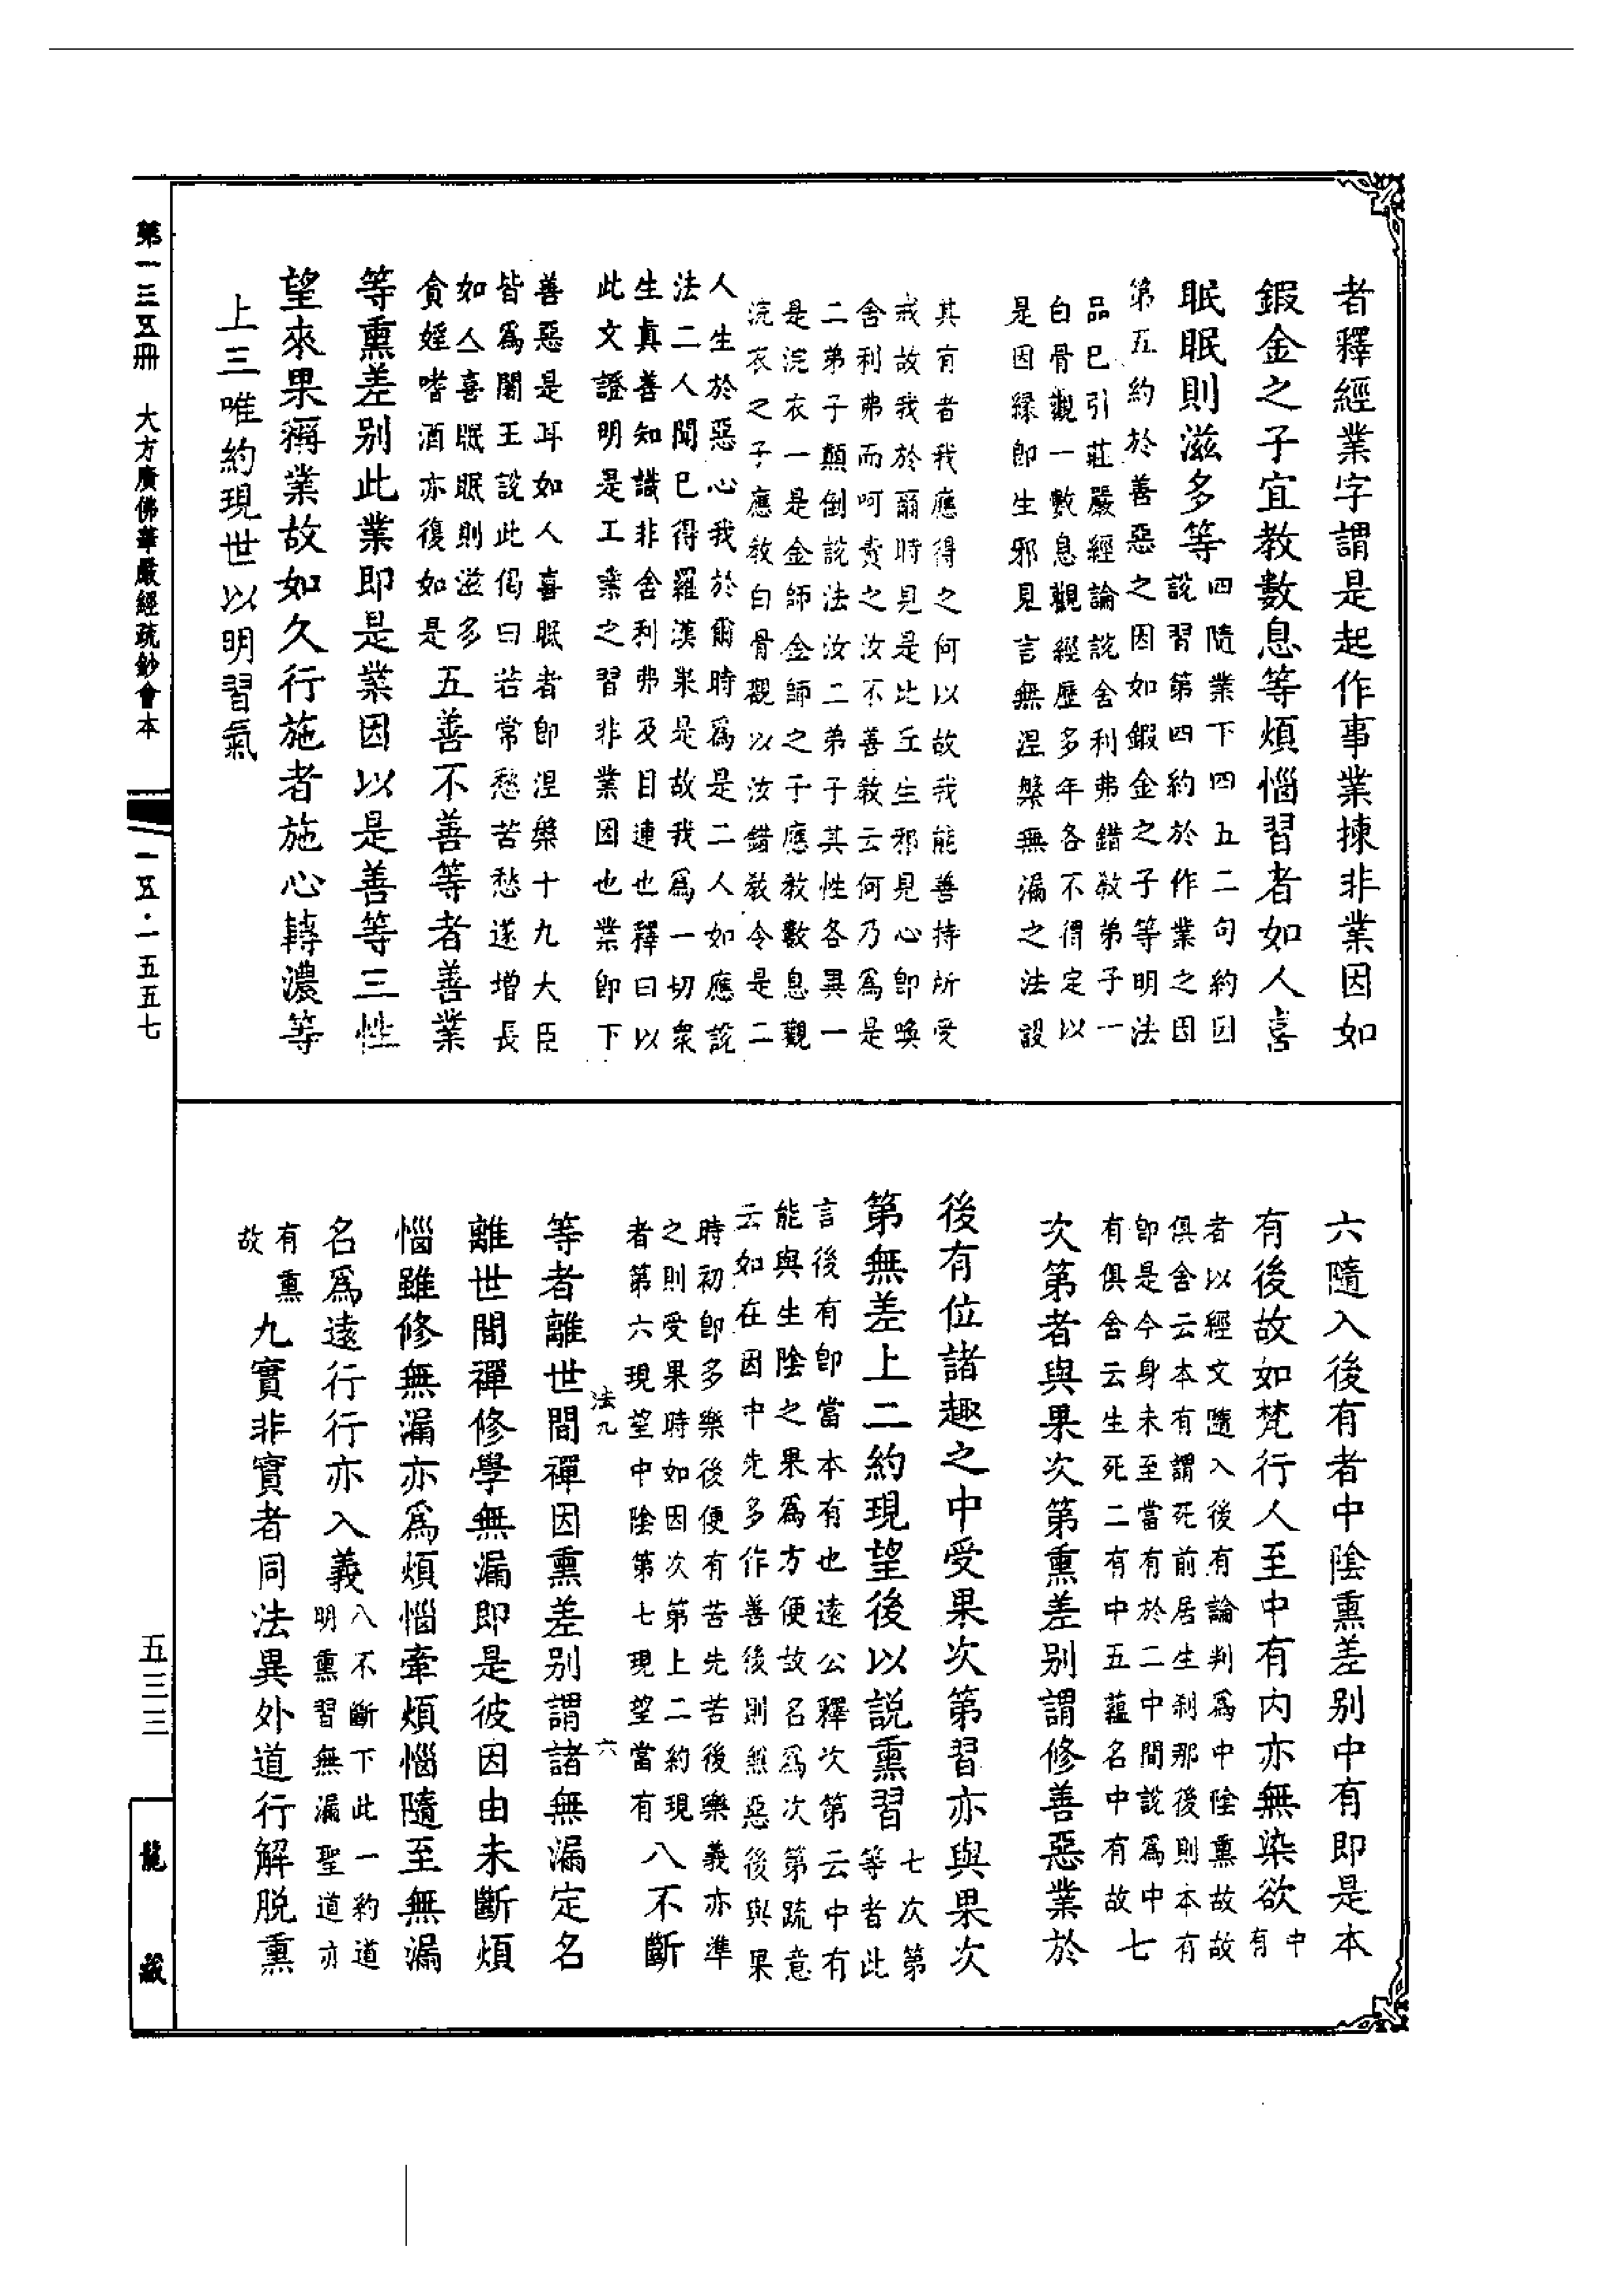 者釋經業字謂是起作事業揀非業因如
鍜金之子宜教數息等煩惱習者如人喜
眠眠則滋多等
四隨業下四五二句約因
說習第四約於作業之因
第五約於善惡之因如鍜金之子等明法
品已引莊嚴經論說舍利弗錯教弟子一
白骨觀一數息觀經歷多年各不得定以
是因緣即生邪見言無涅槃無漏之法設
其有者我應得之何以故我能善持所受
戒故我於爾時見是比丘生邪見心即喚
舍利弗而呵責之汝不善教云何乃為是
二弟子顛倒說法汝二弟子其性各異一
是浣衣一是金師金師之子應教數息觀
浣衣之子應教白骨觀以汝錯教令是二
人生於惡心我於爾時為是二人如應說
法二人聞已得羅漢果是故我為一切眾
生真善知識非舍利弗及目連也釋曰以
此文證明是工業之習非業因也業即下
善惡是耳如人喜眠者即涅槃十九大臣
皆為闍王說此偈曰若常愁苦愁遂增長
如人喜眠眠則滋多
貪婬嗜酒亦復如是
五善不善等者善業
等熏差別此業即是業因以是善等三性
望來果稱業故如久行施者施心轉濃等
上三唯約現世以明習氣
六隨入後有者中陰熏差別中有即是本
有後故如梵行人至中有內亦無染欲
中
有
者以經文隨入後有論判為中陰熏故故
俱舍云本有謂死前居生刹那後則本有
即是今身未至當有於二中間說為中
有俱舍云生死二有中五蘊名中有故
七
次第者與果次第熏差別謂修善惡業於
後有位諸趣之中受果次第習亦與果次
第無差上二約現望後以說熏習
七次第
等者此
言後有即當本有也遠公釋次第云中有
能與生陰之果為方便故名為次第疏意
云如在因中先多作善後則無惡後與果
時初即多樂後便有苦先苦後樂義亦準
之則受果時如因次第上二約現
者第六現望中陰第七現望當有
八不斷
等者離世間禪因熏差別謂諸無漏定名
離世間禪修學無漏即是彼因由未斷煩
惱雖修無漏亦為煩惱牽煩惱隨至無漏
名為遠行行亦入義
八不斷下此一約道
明熏習無漏聖道亦
有熏
故
九實非實者同法異外道行解脫熏
法九
六
第一三五冊 大方廣佛華嚴經疏鈔會本
一五·一五五七
五三三
龍藏